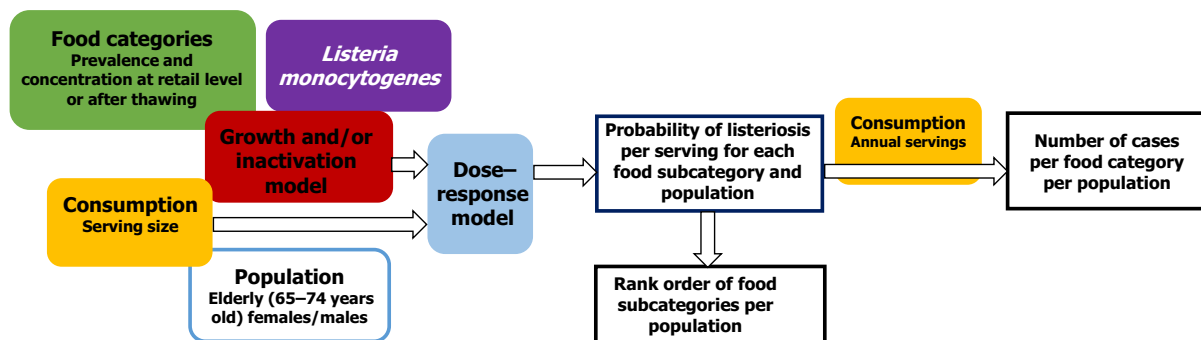 Food categories
Prevalence and
concentration at retail level
or after thawing
Listeria
monocytogenes
Growth and/or
inactivation model
Consumption
Serving size
Population
Elderly (65–74 years
old) females/males
Dose–
response
model
Probability of listeriosis
per serving for each
food subcategory and
population
Rank order of food
subcategories per
population
Consumption
Annual servings
Number of cases
per food category
per population